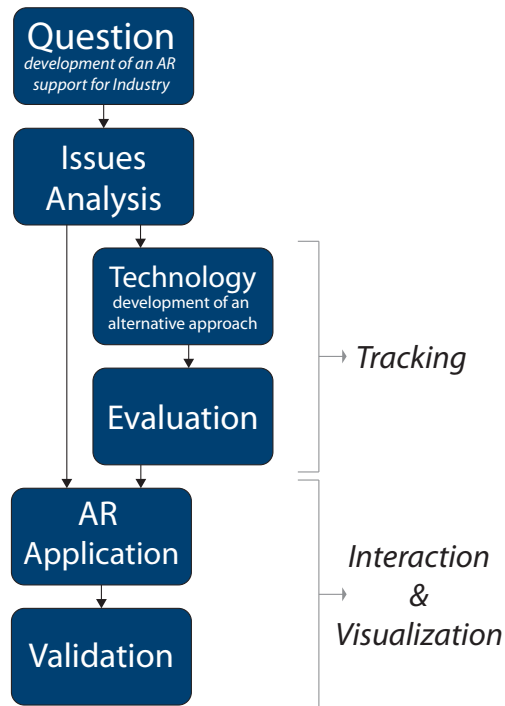 Question
development of an AR
support for Industry
Issues
Analysis
Technology
development of an
alternative approach
Tracking
Evaluation
AR
Application
Interaction
&
Visualization
Validation